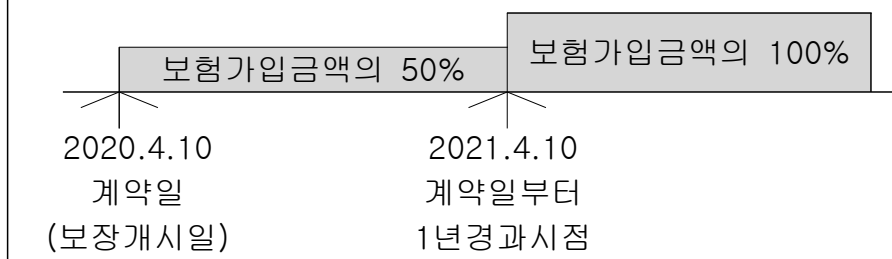 보험가입금액의 50%
보험가입금액의 100%
2020.4.10
계약일
(보장개시일)
2021.4.10
계약일부터
1년경과시점